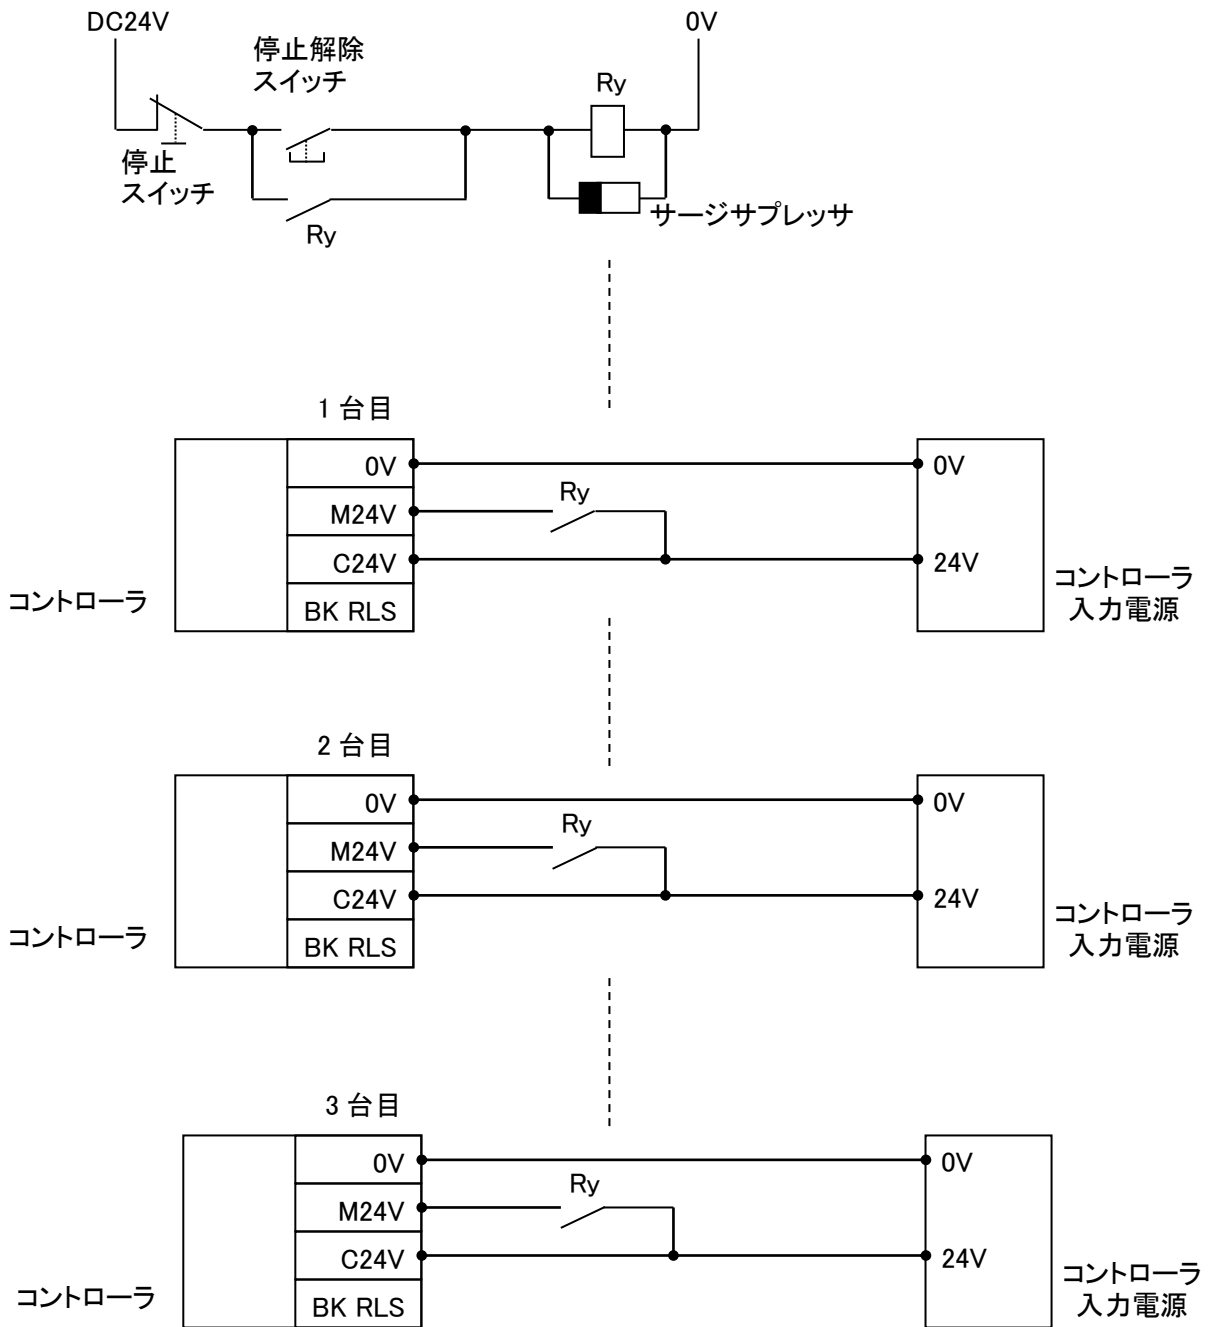 DC24V
0V
停止解除
スイッチ
Ry
停止
スイッチ
サージサプレッサ
Ry
1 台目
0V
0V
Ry
M24V
C24V
24V
コントローラ
BK RLS
コントローラ
入力電源
2 台目
0V
0V
Ry
M24V
C24V
24V
コントローラ
BK RLS
コントローラ
入力電源
3 台目
0V
0V
Ry
M24V
C24V
24V
コントローラ
BK RLS
コントローラ
入力電源